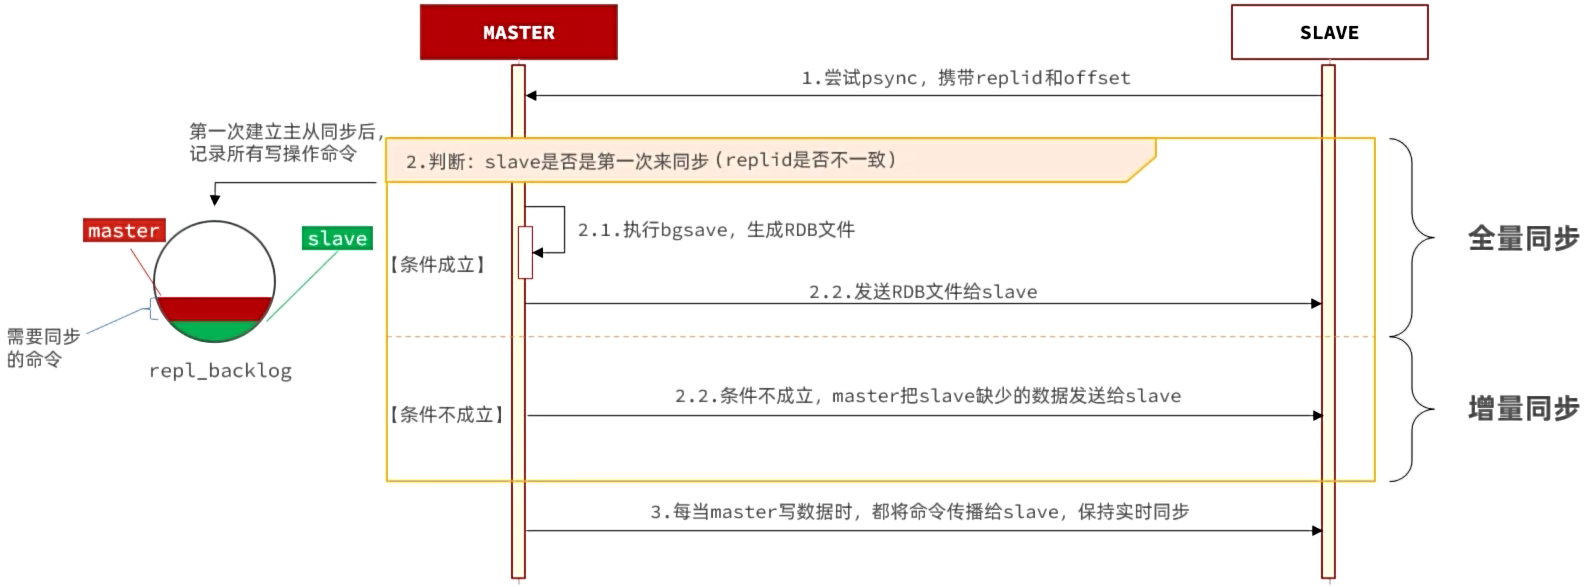 MASTER
SLAVE
1.尝试psync，携带replid和offset
第一次建立主从同步后，
记录所有写操作命令
2.判断：slave是否是第一次来同步（replid是否不一致）
master
slave
2.1.执行bgsave，生成RDB文件
【条件成立】
全量同步
2.2.发送RDB文件给slave
需要同步
的命令
repl_backlog
2.2.条件不成立，master把slave缺少的数据发送给slave
【条件不成立】
增量同步
3.每当master写数据时，都将命令传播给slave，保持实时同步